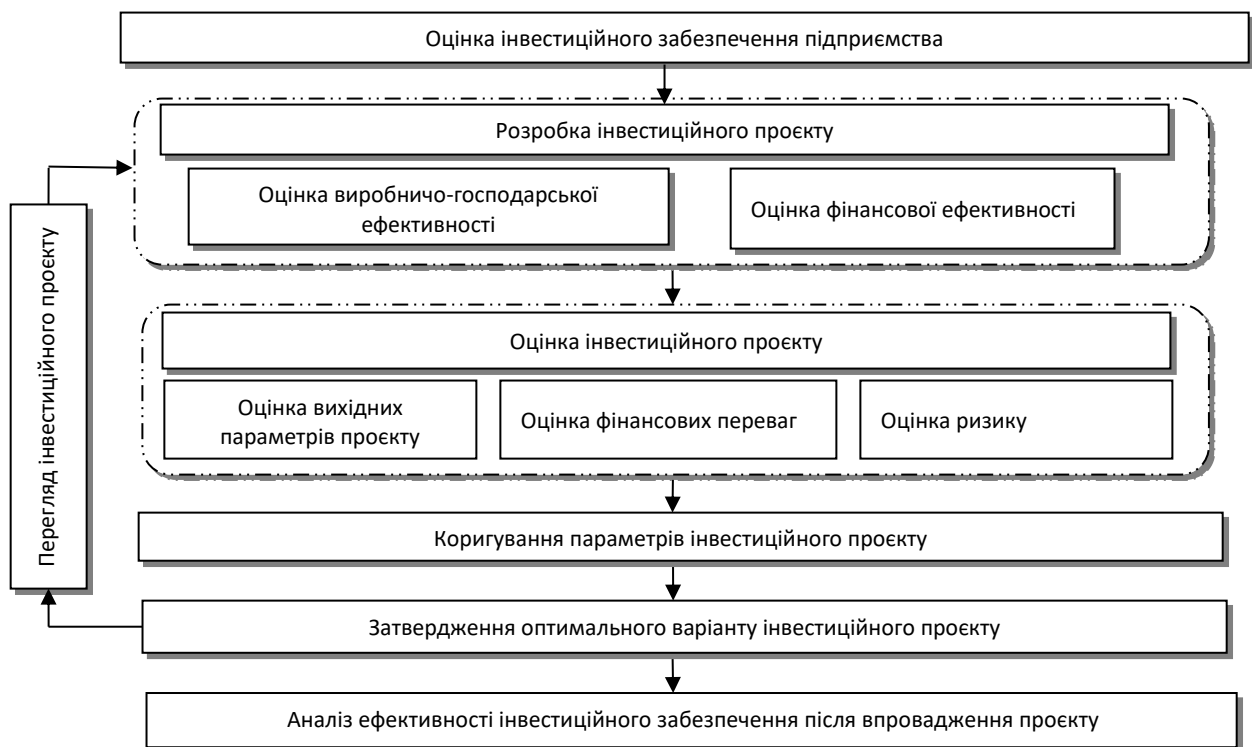 Оцінка інвестиційного забезпечення підприємства
Розробка інвестиційного проєкту
Оцінка виробничо-господарської
ефективності
Оцінка фінансової ефективності
Перегляд інвестиційного проєкту
Оцінка інвестиційного проєкту
Оцінка вихідних
параметрів проєкту
Оцінка фінансових переваг
Оцінка ризику
Коригування параметрів інвестиційного проєкту
Затвердження оптимального варіанту інвестиційного проєкту
Аналіз ефективності інвестиційного забезпечення після впровадження проєкту